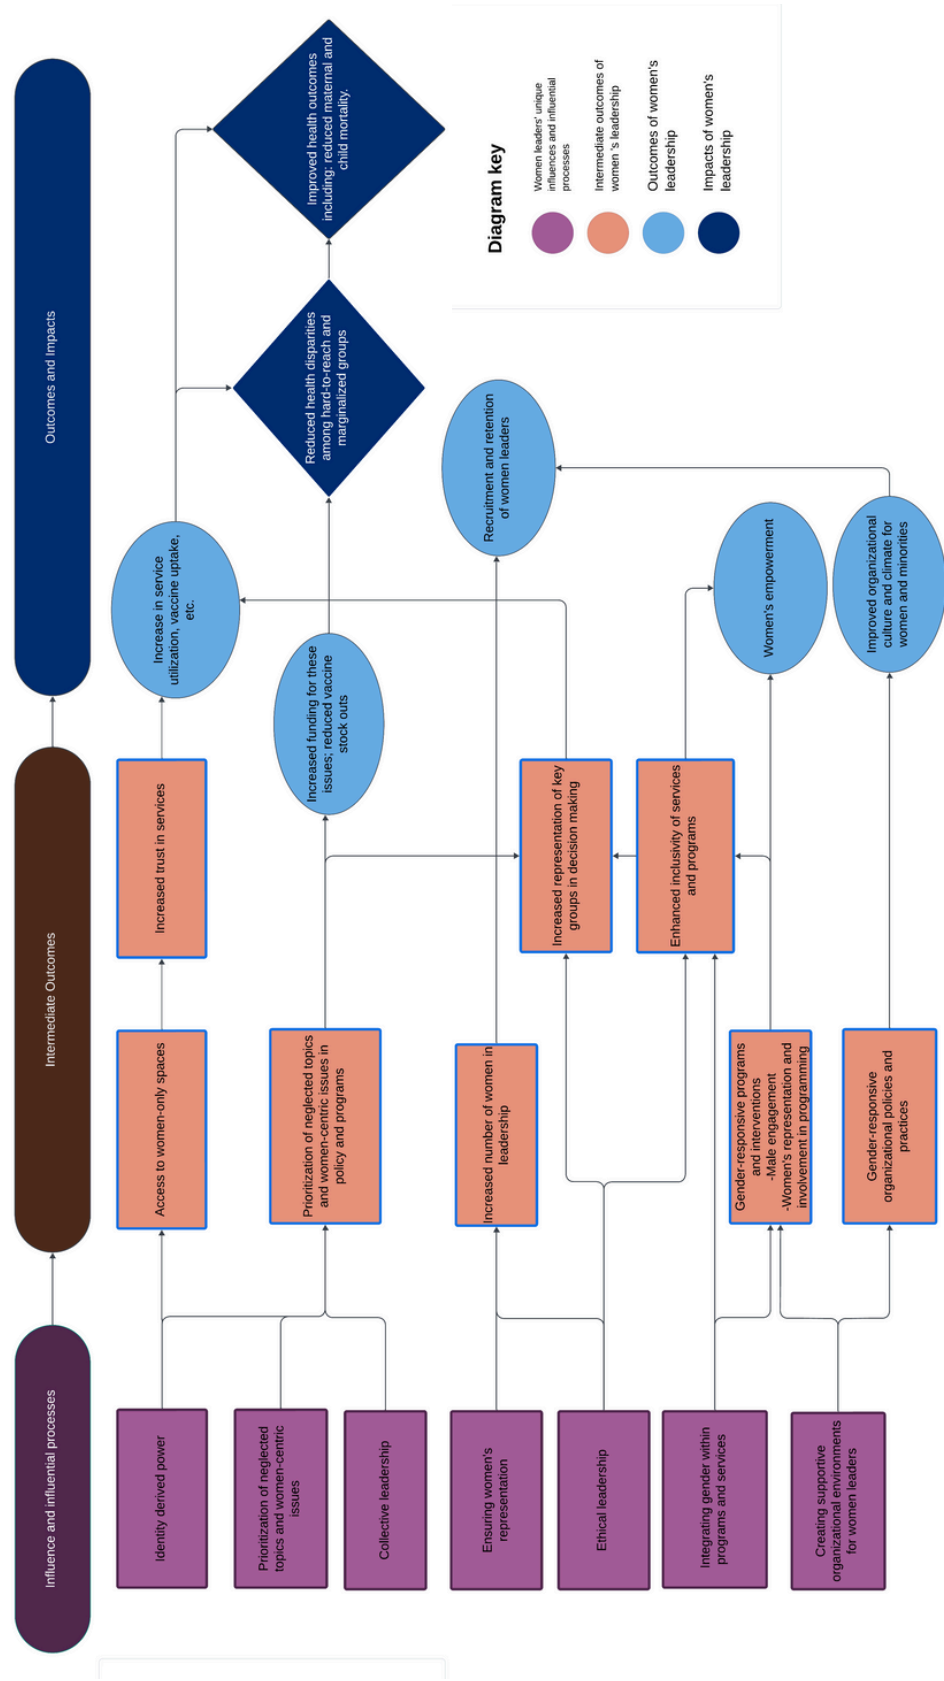 Influence and influential processes
Intermediate Outcomes
Outcomes and Impacts
Identity derived power
Prioritization of neglected
topics and women-centric
issues
Collective leadership
Ensuring women's
representation
Ethical leadership
Integrating gender within
programs and services
Creating supportive
organizational environments
for women leaders
Access to women-only spaces
Increased trust in services
Prioritization of neglected topics
and women-centric issues in
policy and programs
Increased number of women in
leadership
Increased representation of key
groups in decision making
Enhanced inclusivity of services
and programs
Gender-responsive programs
and interventions
-Male engagement
-Women's representation and
involvement in programming
Gender-responsive
organizational policies and
practices
Increase in service
utilization, vaccine uptake,
etc.
Increased funding for these
issues; reduced vaccine
stock outs
Recruitment and retention
of women leaders
Women's empowerment
Improved organizational
culture and climate for
women and minorities
Reduced health disparities
among hard-to-reach and
marginalized groups
Improved health outcomes
including: reduced maternal and
child mortality.
Diagram key
Women leaders' unique
influences and influential
processes
Intermediate outcomes of
women 's leadership
Outcomes of women's
leadership
Impacts of women's
leadership